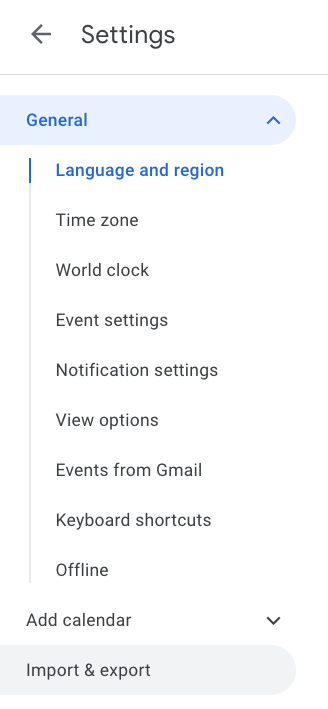 Settings
General
Language and region
Time zone
World clock
Event settings
Notification settings
View options
Events from Gmail
Keyboard shortcuts
Offline
Add calendar
Import & export